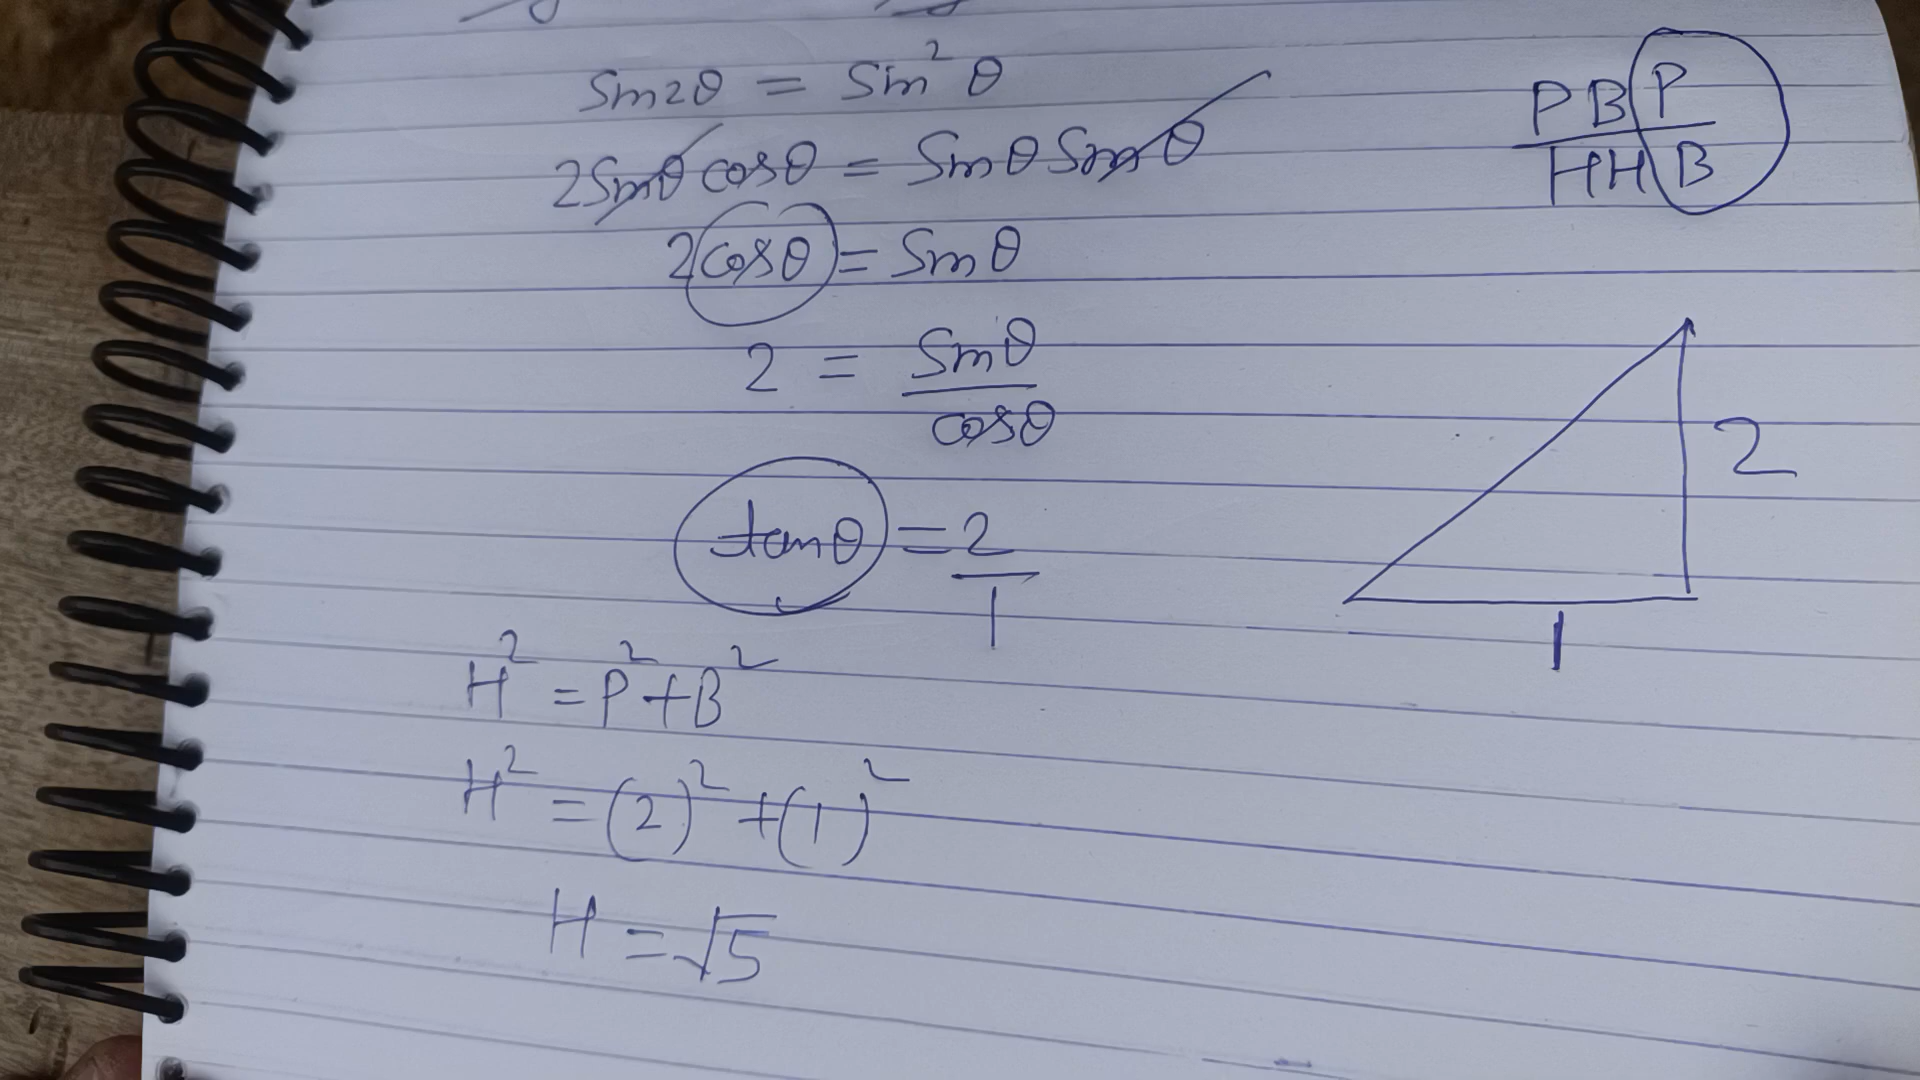 Sin2θ = Sin²θ
2Sinθ cosθ = Sinθ Sinθ
2cosθ = Sinθ
2 = Sinθ
cosθ
tanθ = 2
1
H² = P² + B²
H² = (2)² + (1)²
H = √5
P B P
H H B
2
1